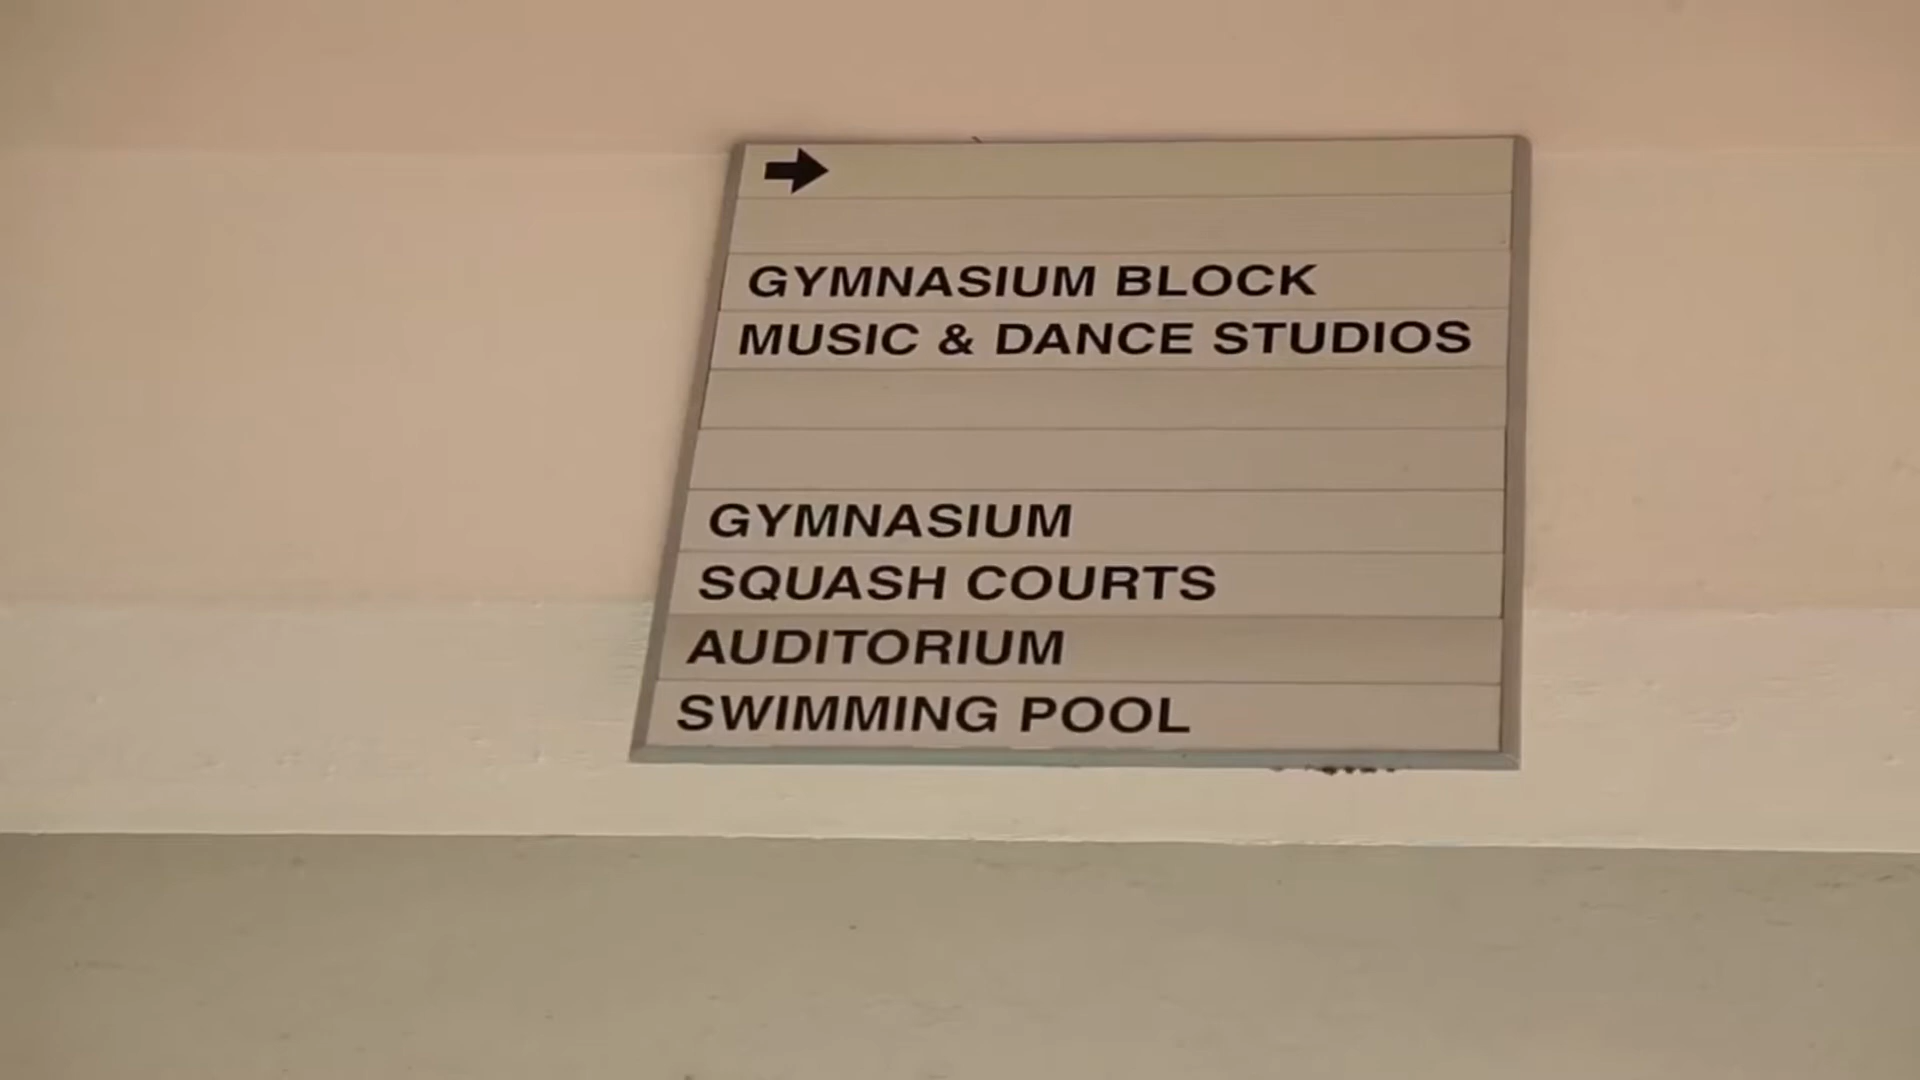 GYMNASIUM BLOCK
MUSIC & DANCE STUDIOS
GYMNASIUM
SQUASH COURTS
AUDITORIUM
SWIMMING POOL